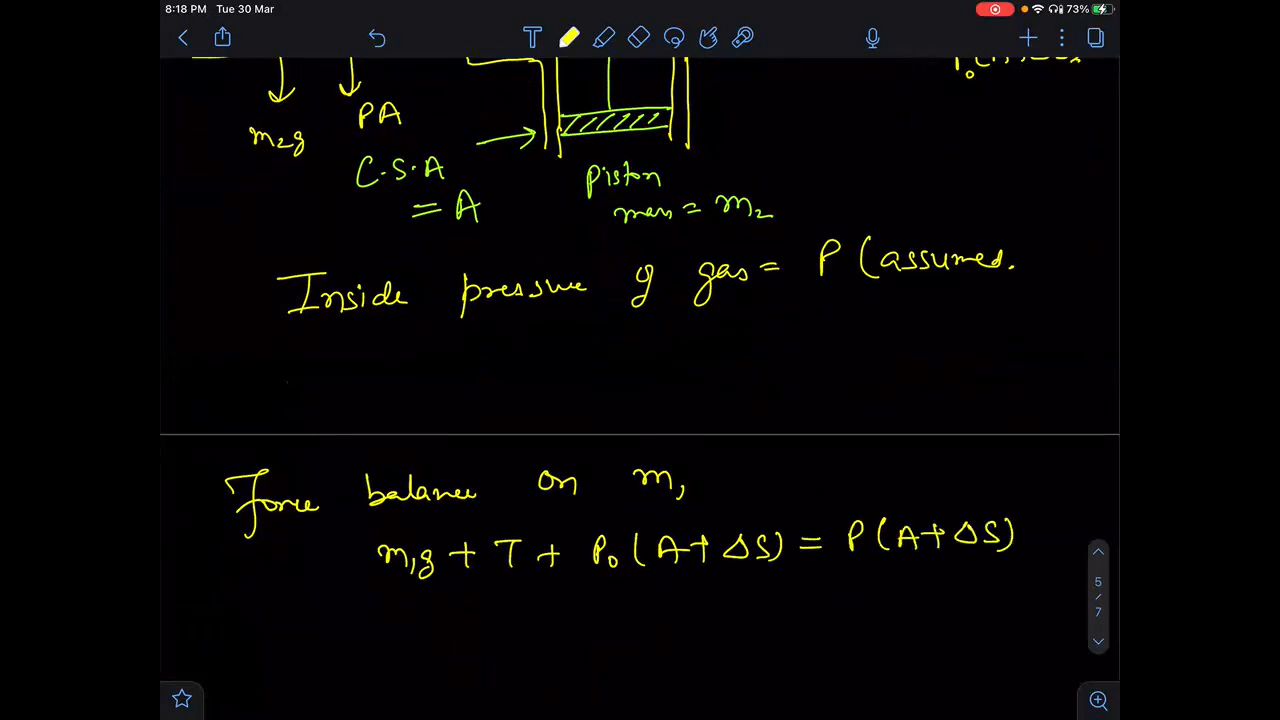 8:18 PM Tue 30 Mar
73%
m₂g
PA
C.S.A
= A
piston
mass = m₂
Inside pressure of gas = P (assumed.
Force balance on m₁
m₁g + T + P₀ (A + ΔS) = P (A + ΔS)
5
/
7